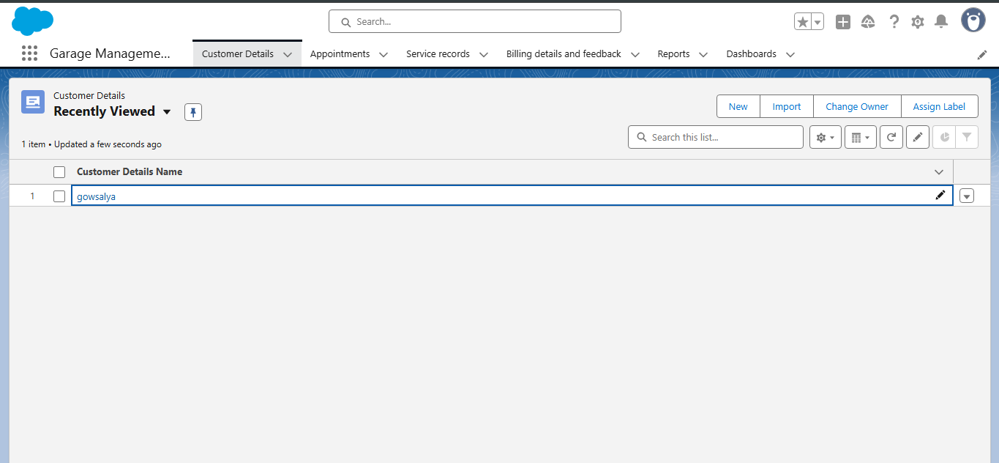 Search...
Garage Manageme...
Customer Details
Appointments
Service records
Billing details and feedback
Reports
Dashboards
Customer Details
Recently Viewed
New
Import
Change Owner
Assign Label
1 item • Updated a few seconds ago
Search this list...
Customer Details Name
1
gowsalya